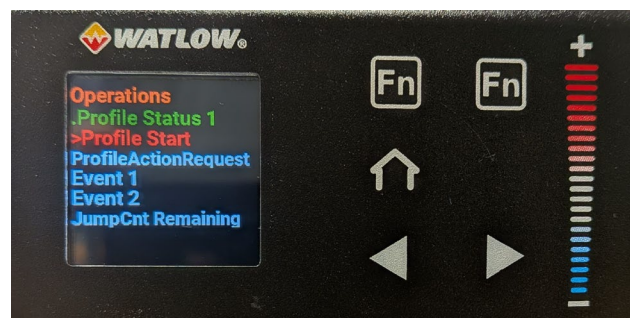 WATLOW®
Operations
.Profile Status 1
>Profile Start
ProfileActionRequest
Event 1
Event 2
JumpCnt Remaining
Fn
Fn
+
−